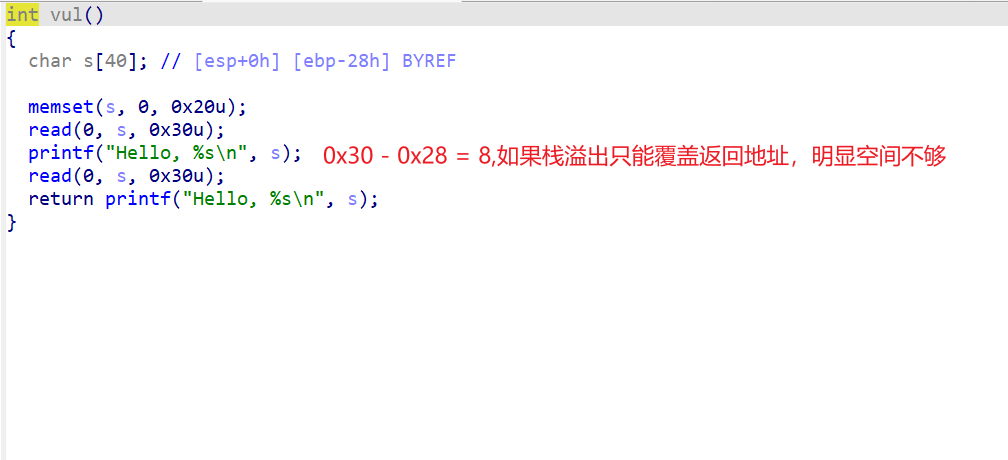 int vul()
{
char s[40]; // [esp+0h] [ebp-28h] BYREF
memset(s, 0, 0x20u);
read(0, s, 0x30u);
printf("Hello, %s\n", s); 0x30 - 0x28 = 8,如果栈溢出只能覆盖返回地址，明显空间不够
read(0, s, 0x30u);
return printf("Hello, %s\n", s);
}